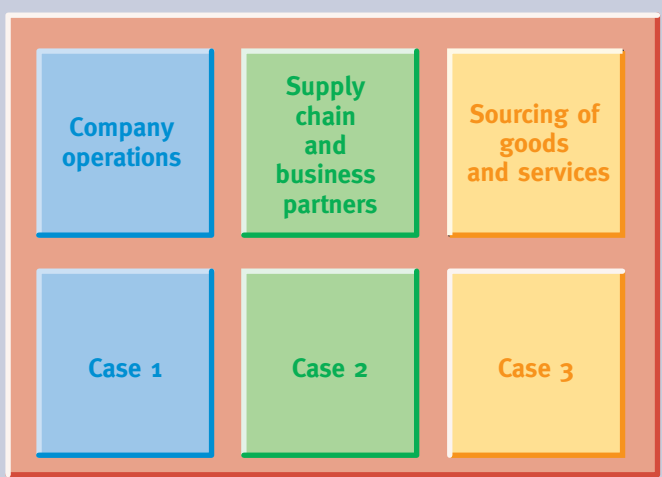 Company
operations
Supply
chain
and
business
partners
Sourcing of
goods
and services
Case 1
Case 2
Case 3